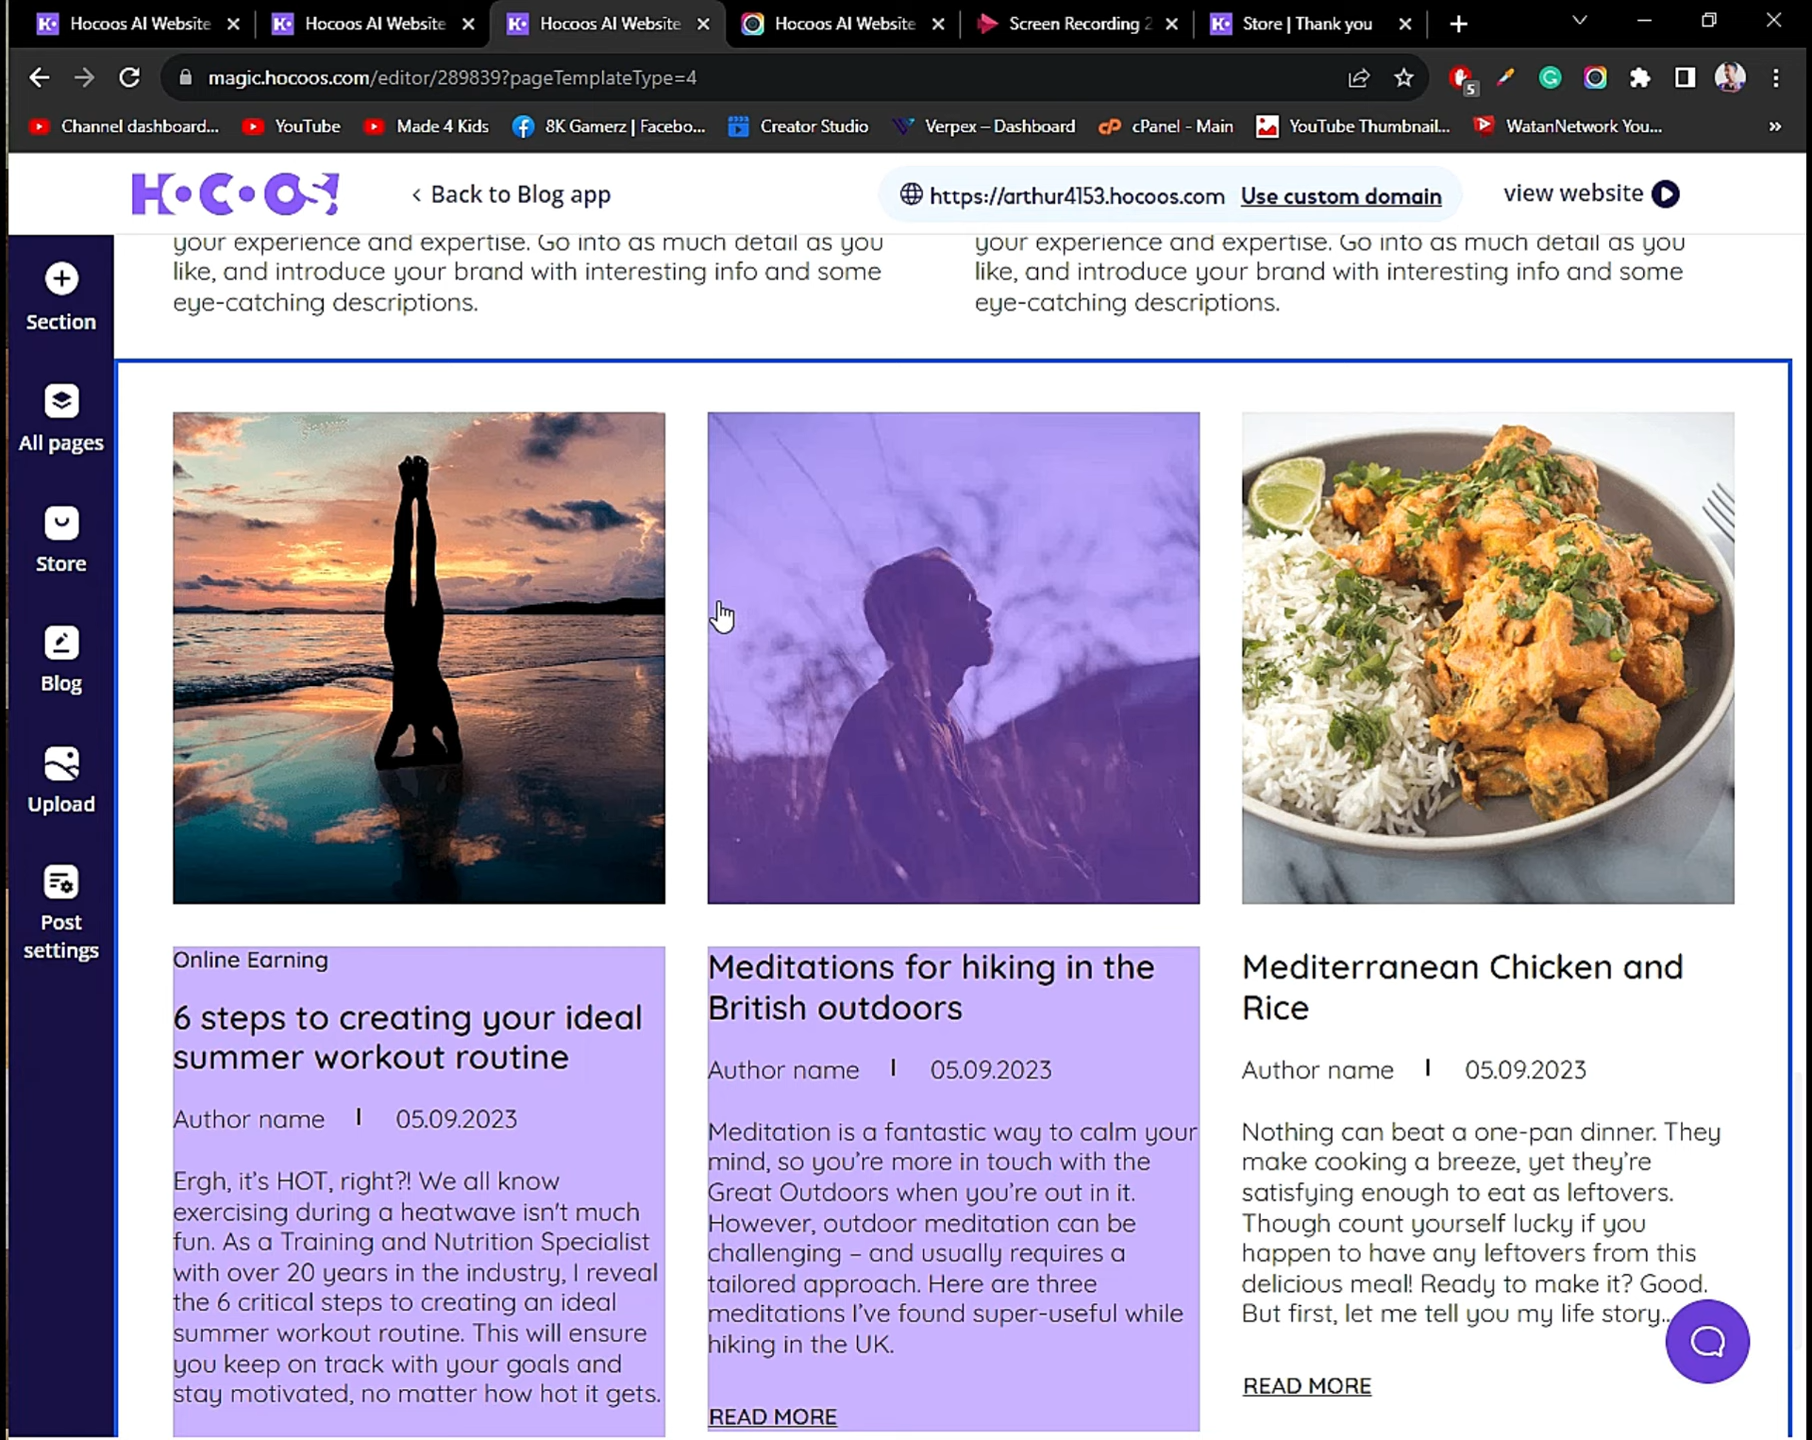 Hocoos AI Website
Hocoos AI Website
Hocoos AI Website
Hocoos AI Website
Screen Recording 2
Store | Thank you
magic.hocoos.com/editor/289839?pageTemplateType=4
5
Channel dashboard...
YouTube
Made 4 Kids
8K Gamerz | Facebo...
Creator Studio
Verpex – Dashboard
cPanel - Main
YouTube Thumbnail...
WatanNetwork You...
»
HOCOOS
< Back to Blog app
https://arthur4153.hocoos.com Use custom domain
view website
Section
All pages
Store
Blog
Upload
Post
settings
your experience and expertise. Go into as much detail as you
like, and introduce your brand with interesting info and some
eye-catching descriptions.
your experience and expertise. Go into as much detail as you
like, and introduce your brand with interesting info and some
eye-catching descriptions.
Online Earning
6 steps to creating your ideal
summer workout routine
Author name | 05.09.2023
Ergh, it's HOT, right?! We all know
exercising during a heatwave isn't much
fun. As a Training and Nutrition Specialist
with over 20 years in the industry, I reveal
the 6 critical steps to creating an ideal
summer workout routine. This will ensure
you keep on track with your goals and
stay motivated, no matter how hot it gets.
Meditations for hiking in the
British outdoors
Author name | 05.09.2023
Meditation is a fantastic way to calm your
mind, so you're more in touch with the
Great Outdoors when you're out in it.
However, outdoor meditation can be
challenging – and usually requires a
tailored approach. Here are three
meditations I've found super-useful while
hiking in the UK.
READ MORE
Mediterranean Chicken and
Rice
Author name | 05.09.2023
Nothing can beat a one-pan dinner. They
make cooking a breeze, yet they're
satisfying enough to eat as leftovers.
Though count yourself lucky if you
happen to have any leftovers from this
delicious meal! Ready to make it? Good.
But first, let me tell you my life story..
READ MORE